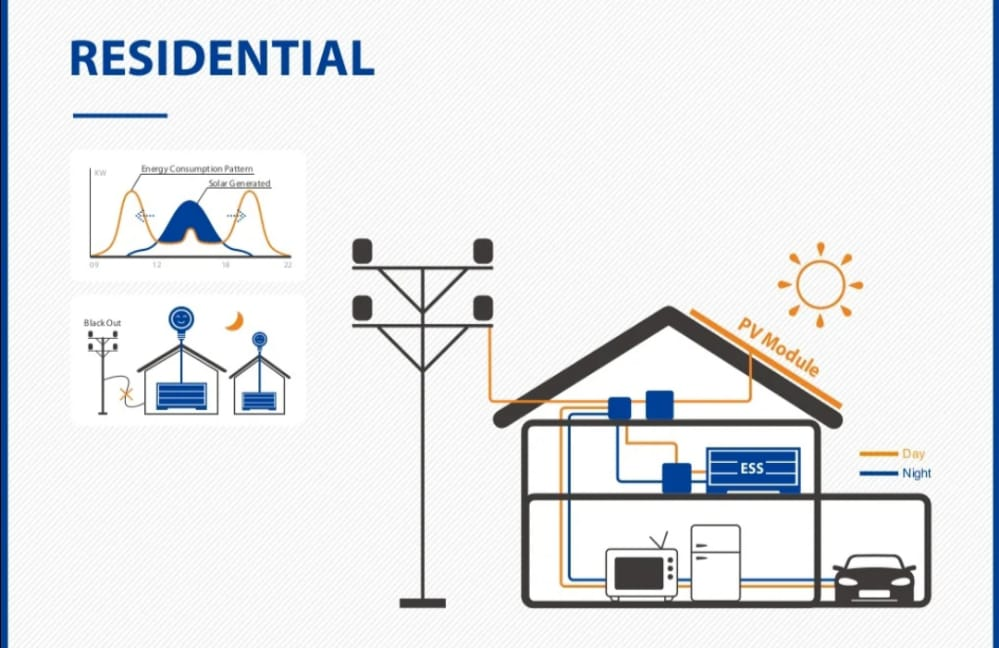 RESIDENTIAL
KW
Energy Consumption Pattern
Solar Generated
09 12 18 22
Black Out
PV Module
ESS
Day
Night